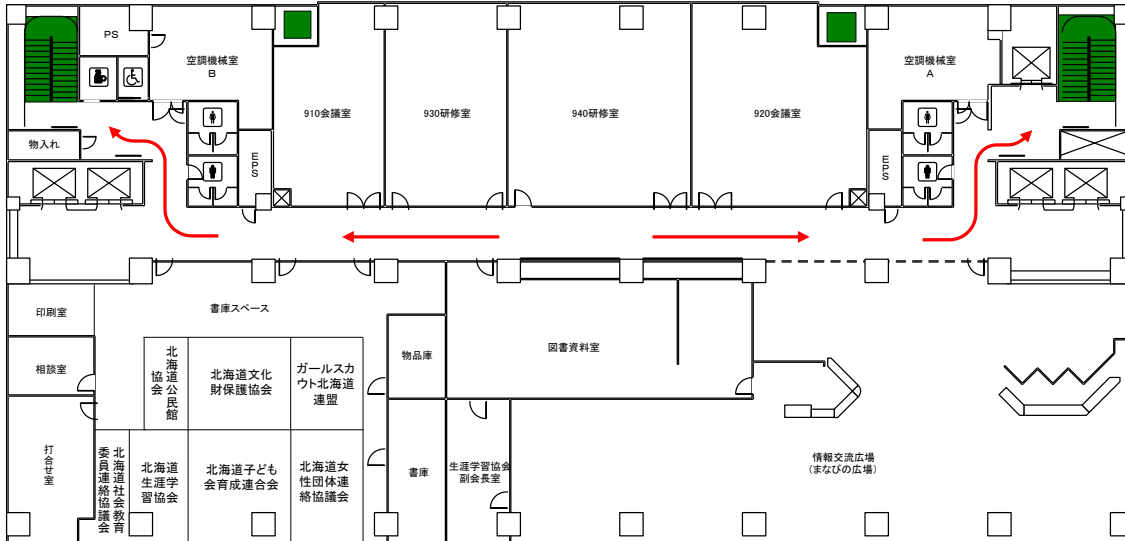 PS
空調機械室
B
910会議室
930研修室
940研修室
920会議室
空調機械室
A
物入れ
EPS
EPS
印刷室
書庫スペース
相談室
北海道公民館
協会
北海道文化
財保護協会
ガールスカ
ウト北海道
連盟
物品庫
図書資料室
打合せ室
北海道社会教育
委員連絡協議会
北海道
生涯学
習協会
北海道子ども
会育成連合会
北海道女
性団体連
絡協議会
書庫
生涯学習協会
副会長室
情報交流広場
(まなびの広場)